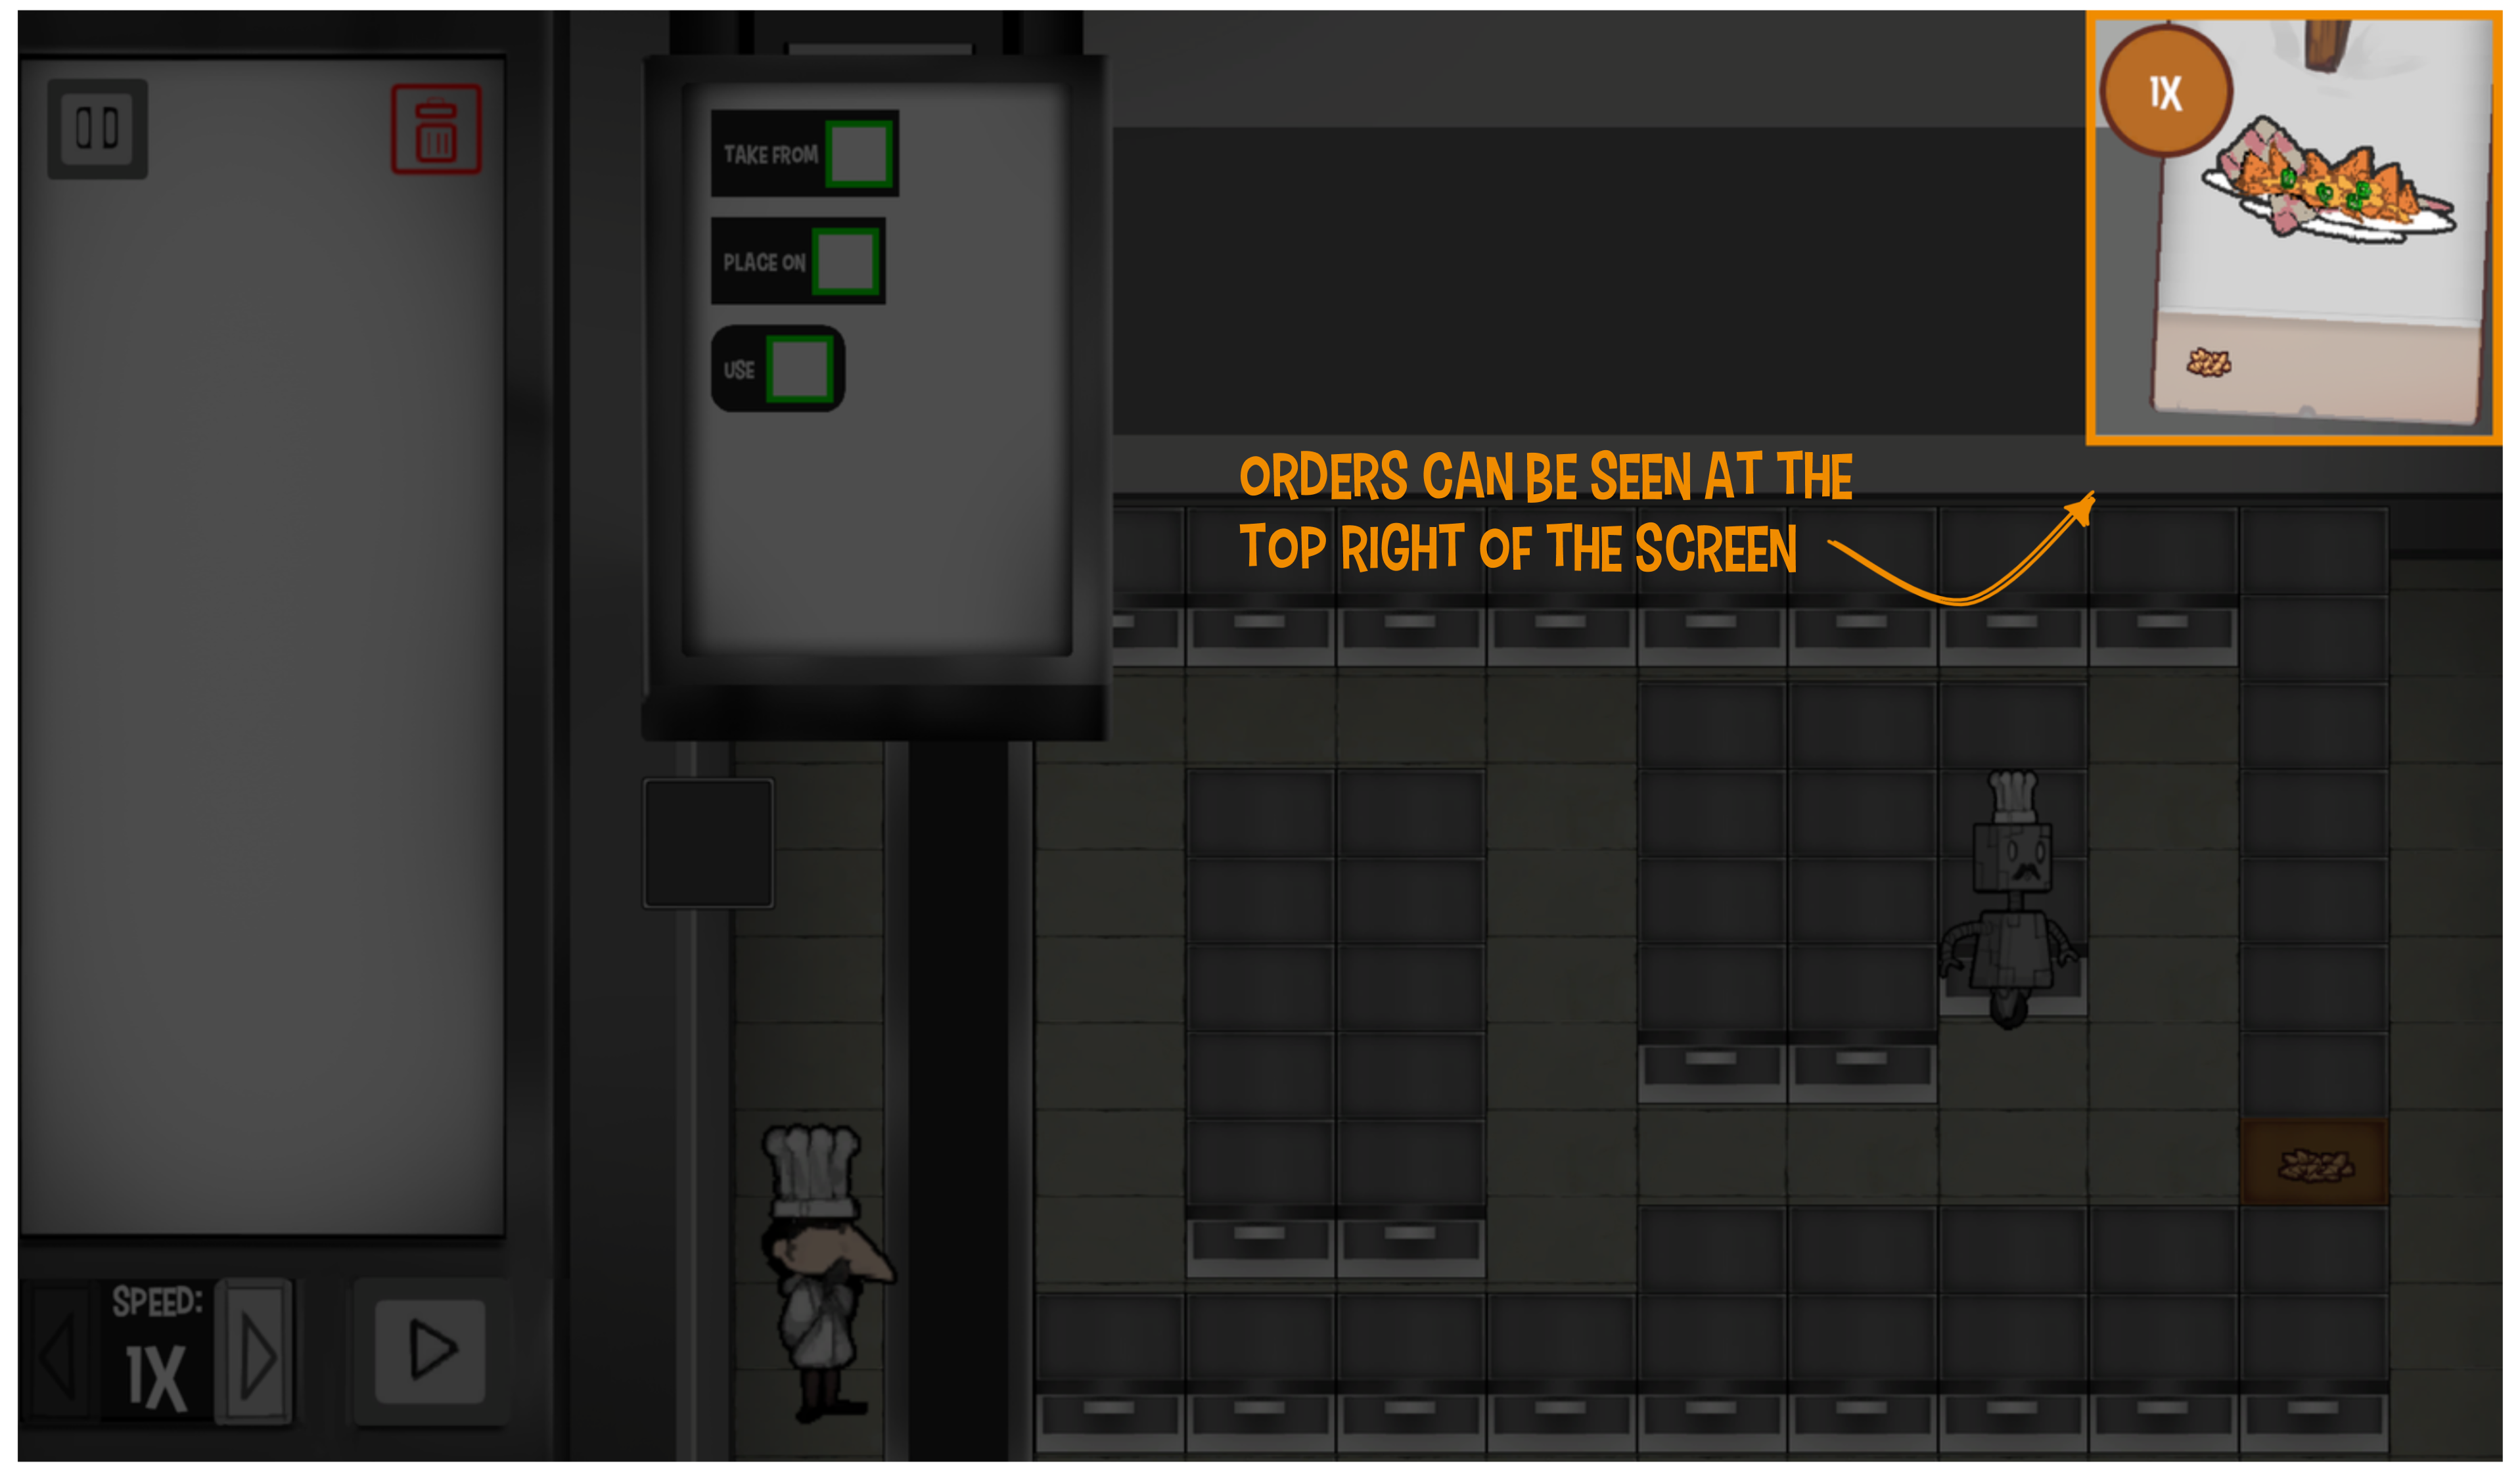 TAKE FROM
PLACE ON
USE
1X
ORDERS CAN BE SEEN AT THE
TOP RIGHT OF THE SCREEN
SPEED:
1X